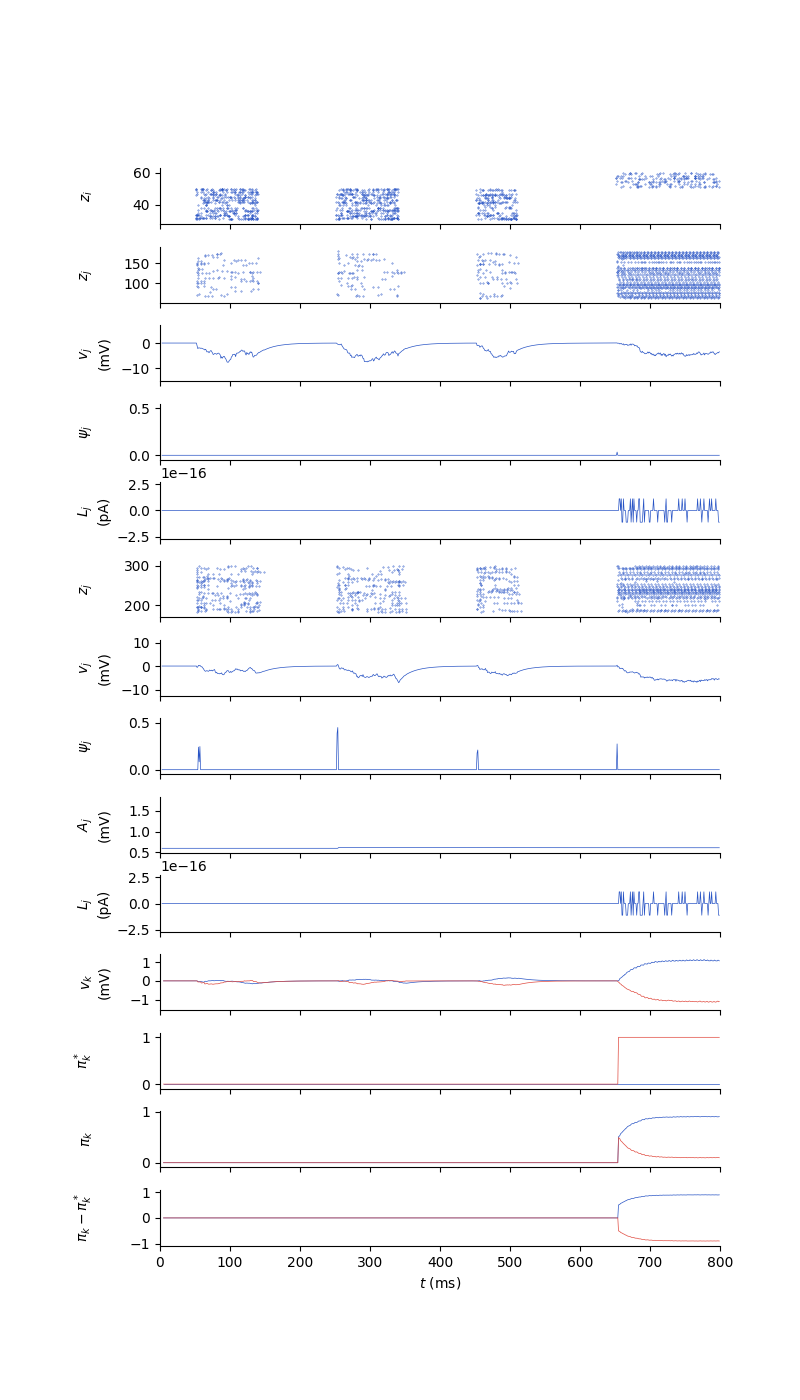 60
40
z_i
150
100
z_j
0
−10
v_j
(mV)
0.5
0.0
ψ_j
1e−16
2.5
0.0
−2.5
L_j
(pA)
300
200
z_j
10
0
−10
v_j
(mV)
0.5
0.0
ψ_j
1.5
1.0
0.5
A_j
(mV)
1e−16
2.5
0.0
−2.5
L_j
(pA)
1
0
−1
v_k
(mV)
1
0
π_k^*
1
0
π_k
1
0
−1
π_k − π_k^*
0 100 200 300 400 500 600 700 800
t (ms)